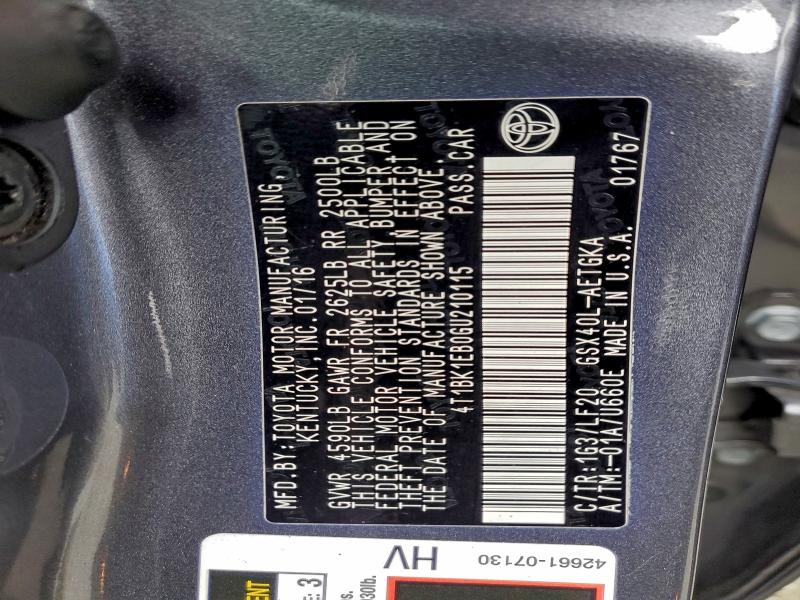 MFD.BY:TOYOTA MOTOR MANUFACTURING,
KENTUCKY, INC. 01/16
GVWR 4590LB GAWR FR 2625LB RR 2500LB
THIS VEHICLE CONFORMS TO ALL APPLICABLE
FEDERAL MOTOR VEHICLE SAFETY, BUMPER, AND
THEFT PREVENTION STANDARDS IN EFFECT ON
THE DATE OF MANUFACTURE SHOWN ABOVE.
4T1BK1EB0GU210115 PASS.CAR
C/TR:1G3/LF20 GSX40L-AETGKA 01767
A/TM:-01A/U660E MADE IN U.S.A.
42661-07130
HV